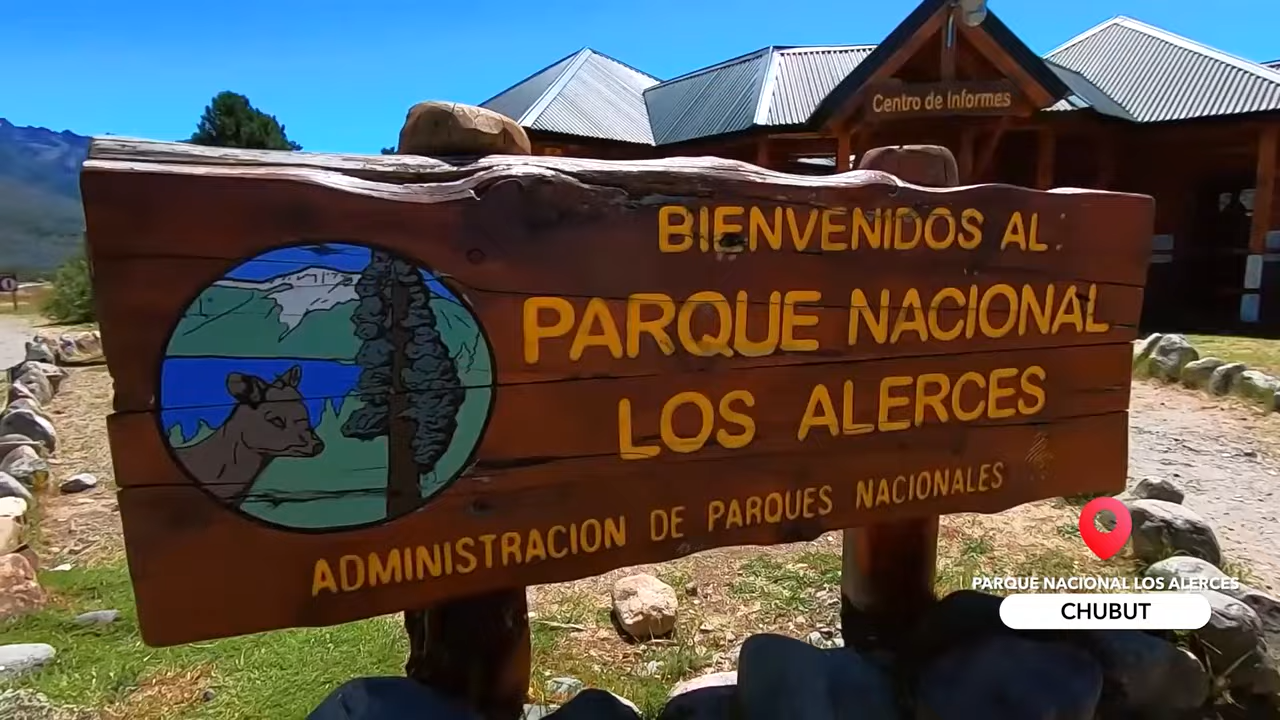 Centro de Informes
BIENVENIDOS AL:
PARQUE NACIONAL
LOS ALERCES
ADMINISTRACION DE PARQUES NACIONALES
PARQUE NACIONAL LOS ALERCES
CHUBUT